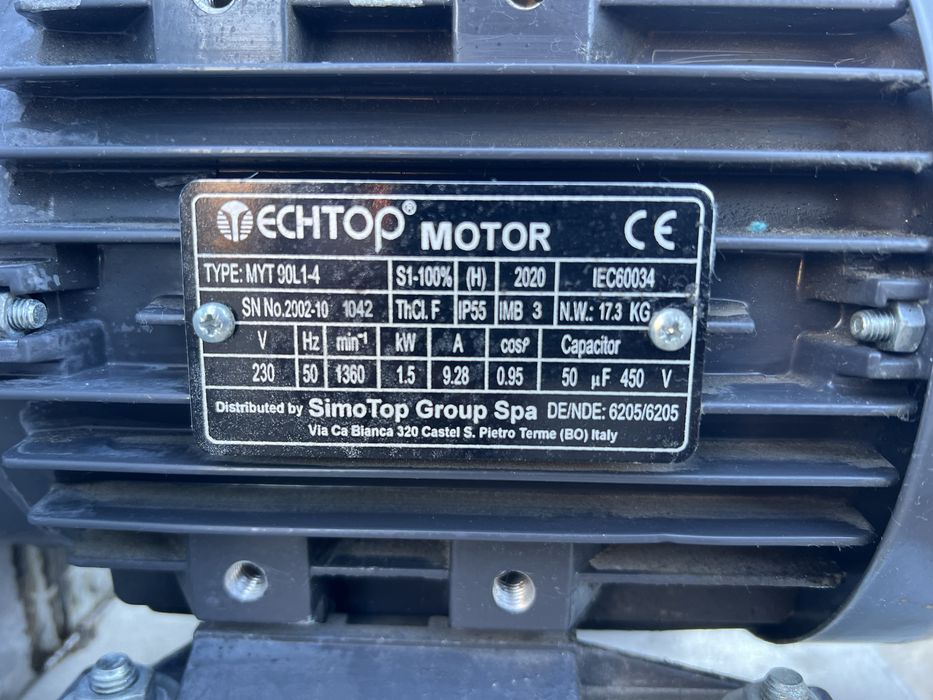 TECHTOP® MOTOR CE
TYPE: MYT 90L1-4 S1-100% (H) 2020 IEC60034
SN No.2002-10 1042 ThCl. F IP55 IMB 3 N.W.: 17.3 KG
V Hz min-1 kW A cosρ Capacitor
230 50 1360 1.5 9.28 0.95 50 μF 450 V
Distributed by SimoTop Group Spa DE/NDE: 6205/6205
Via Ca Bianca 320 Castel S. Pietro Terme (BO) Italy